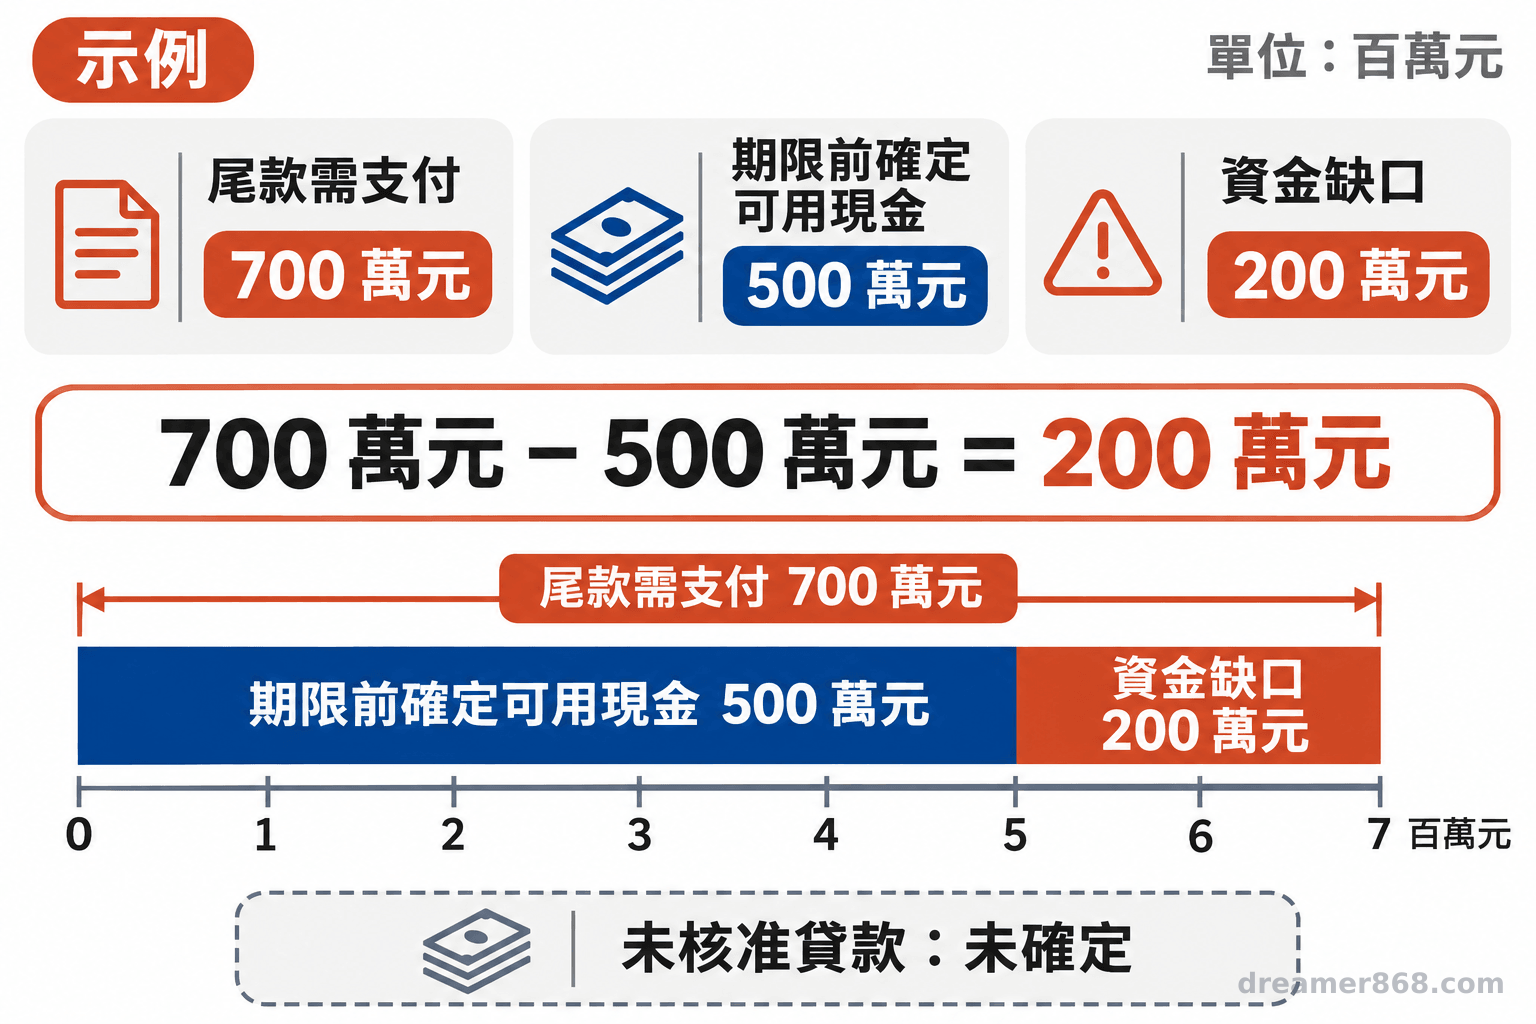 示例
單位：百萬元
尾款需支付
700 萬元
期限前確定
可用現金
500 萬元
資金缺口
200 萬元
700 萬元 − 500 萬元 = 200 萬元
尾款需支付 700 萬元
期限前確定可用現金 500 萬元
資金缺口
200 萬元
0 1 2 3 4 5 6 7 百萬元
未核准貸款：未確定
dreamer868.com